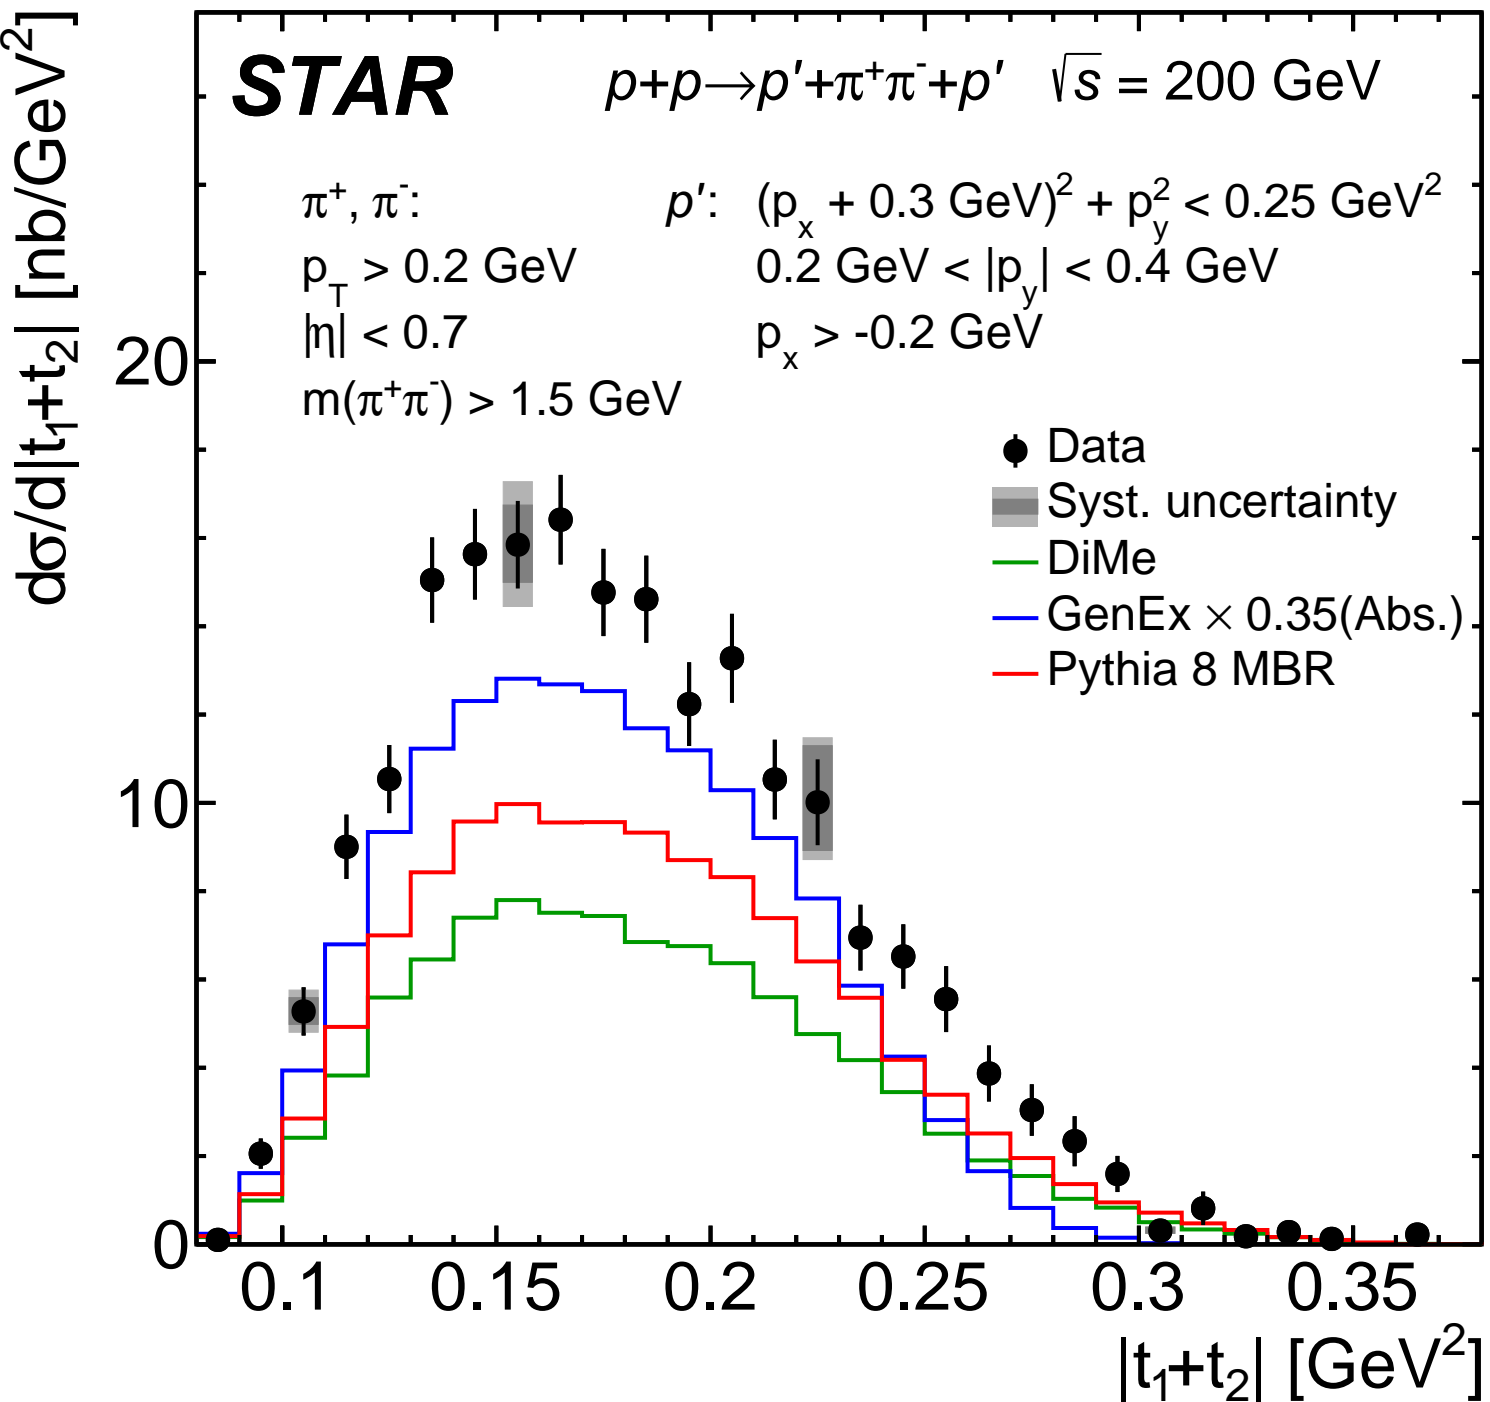 dσ/d|t₁+t₂| [nb/GeV²]
STAR p+p→p′+π⁺π⁻+p′ √s = 200 GeV
π⁺, π⁻:
p_T > 0.2 GeV
|η| < 0.7
m(π⁺π⁻) > 1.5 GeV
p′: (p_x + 0.3 GeV)² + p_y² < 0.25 GeV²
0.2 GeV < |p_y| < 0.4 GeV
p_x > -0.2 GeV
Data
Syst. uncertainty
DiMe
GenEx × 0.35(Abs.)
Pythia 8 MBR
20
10
0
0.1 0.15 0.2 0.25 0.3 0.35
|t₁+t₂| [GeV²]